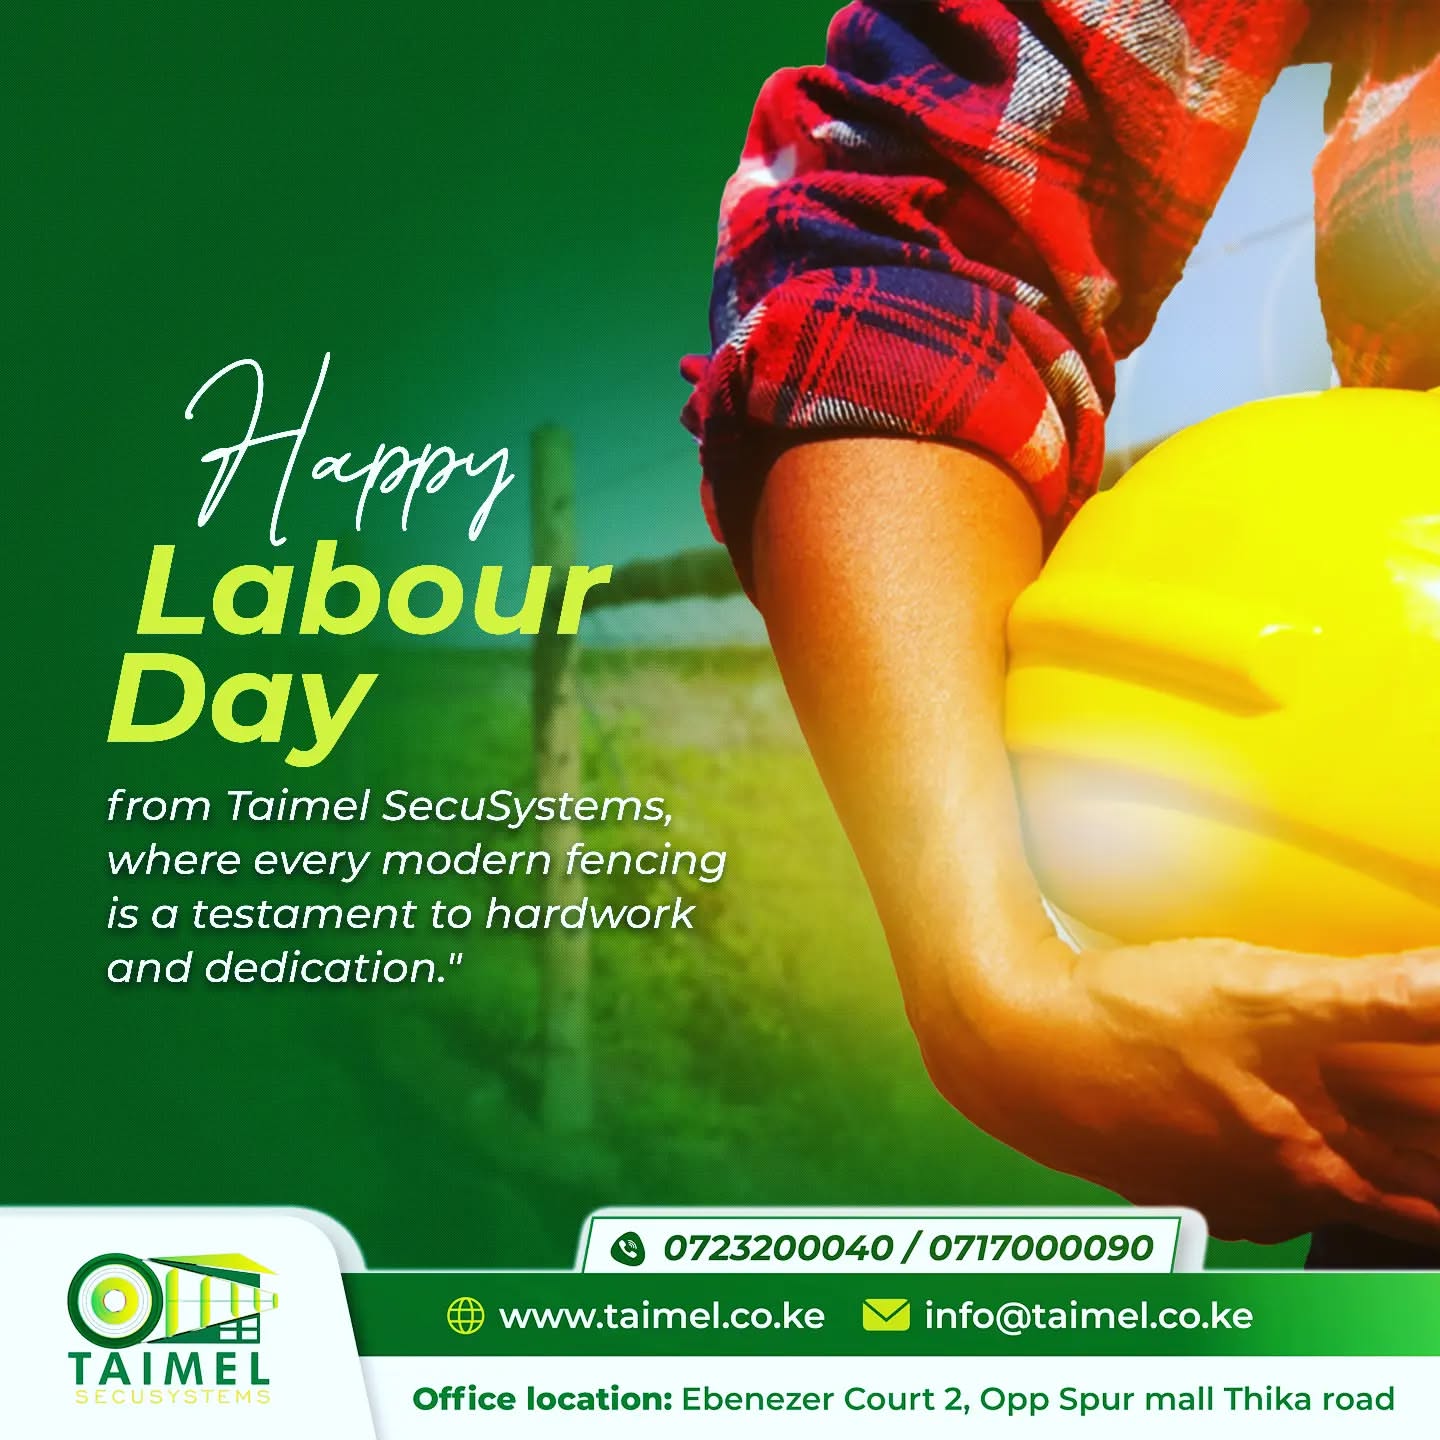 Happy
Labour
Day
from Taimel SecuSystems,
where every modern fencing
is a testament to hardwork
and dedication."
0723200040 / 0717000090
www.taimel.co.ke info@taimel.co.ke
TAIMEL
SECUSYSTEMS
Office location: Ebenezer Court 2, Opp Spur mall Thika road